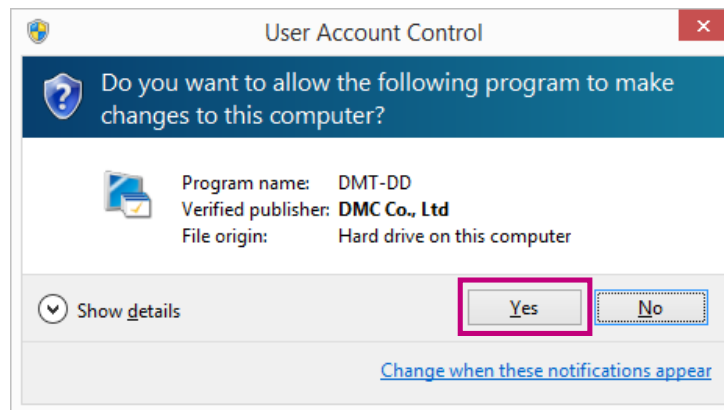 User Account Control
Do you want to allow the following program to make
changes to this computer?
Program name: DMT-DD
Verified publisher: DMC Co., Ltd
File origin: Hard drive on this computer
Show details
Yes
No
Change when these notifications appear